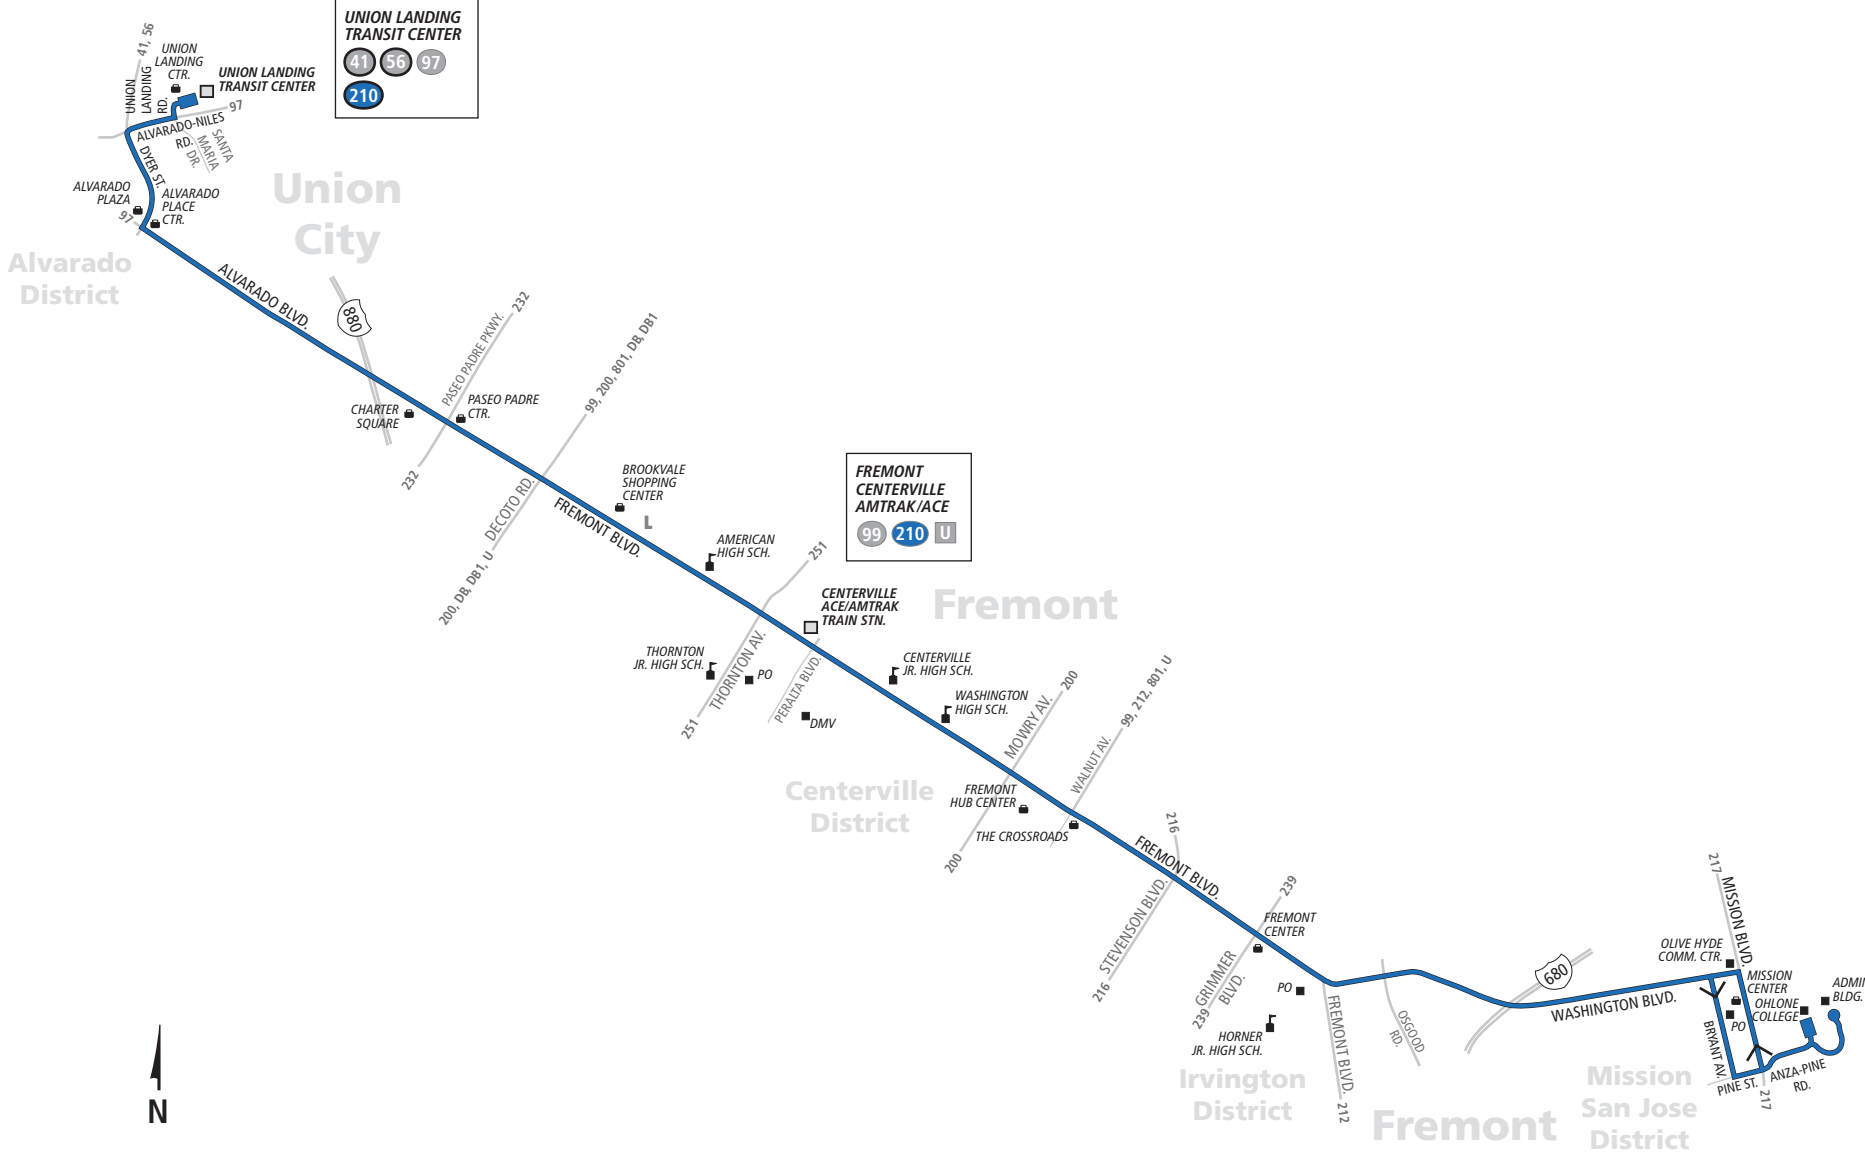 UNION LANDING
TRANSIT CENTER
41 56 97
210
41, 56
UNION
LANDING
CTR.
UNION LANDING
TRANSIT CENTER
UNION
LANDING
RD.
97
ALVARADO-NILES
RD.
SANTA
MARIA
DR.
DYER ST.
ALVARADO
PLAZA
ALVARADO
PLACE
CTR.
97
Union
City
Alvarado
District
ALVARADO BLVD.
880
PASEO PADRE PKWY.
232
99, 200, 801, DB, DB1
CHARTER
SQUARE
PASEO PADRE
CTR.
232
DECOTO RD.
200, DB, DB1, U
BROOKVALE
SHOPPING
CENTER
L
FREMONT BLVD.
FREMONT
CENTERVILLE
AMTRAK/ACE
99 210 U
AMERICAN
HIGH SCH.
251
CENTERVILLE
ACE/AMTRAK
TRAIN STN.
Fremont
THORNTON
JR. HIGH SCH.
THORNTON AV.
PO
251
PERALTA BLVD.
DMV
CENTERVILLE
JR. HIGH SCH.
WASHINGTON
HIGH SCH.
MOWRY AV.
200
WALNUT AV.
99, 212, 801, U
Centerville
District
FREMONT
HUB CENTER
THE CROSSROADS
200
216
FREMONT BLVD.
STEVENSON BLVD.
216
239
FREMONT
CENTER
GRIMMER
BLVD.
239
PO
HORNER
JR. HIGH SCH.
FREMONT BLVD.
212
OSGOOD
RD.
680
WASHINGTON BLVD.
217
MISSION BLVD.
OLIVE HYDE
COMM. CTR.
MISSION
CENTER
OHLONE
COLLEGE
ADMI
BLDG.
PO
BRYANT AV.
PINE ST.
ANZA-PINE
RD.
217
Irvington
District
Fremont
Mission
San Jose
District
N